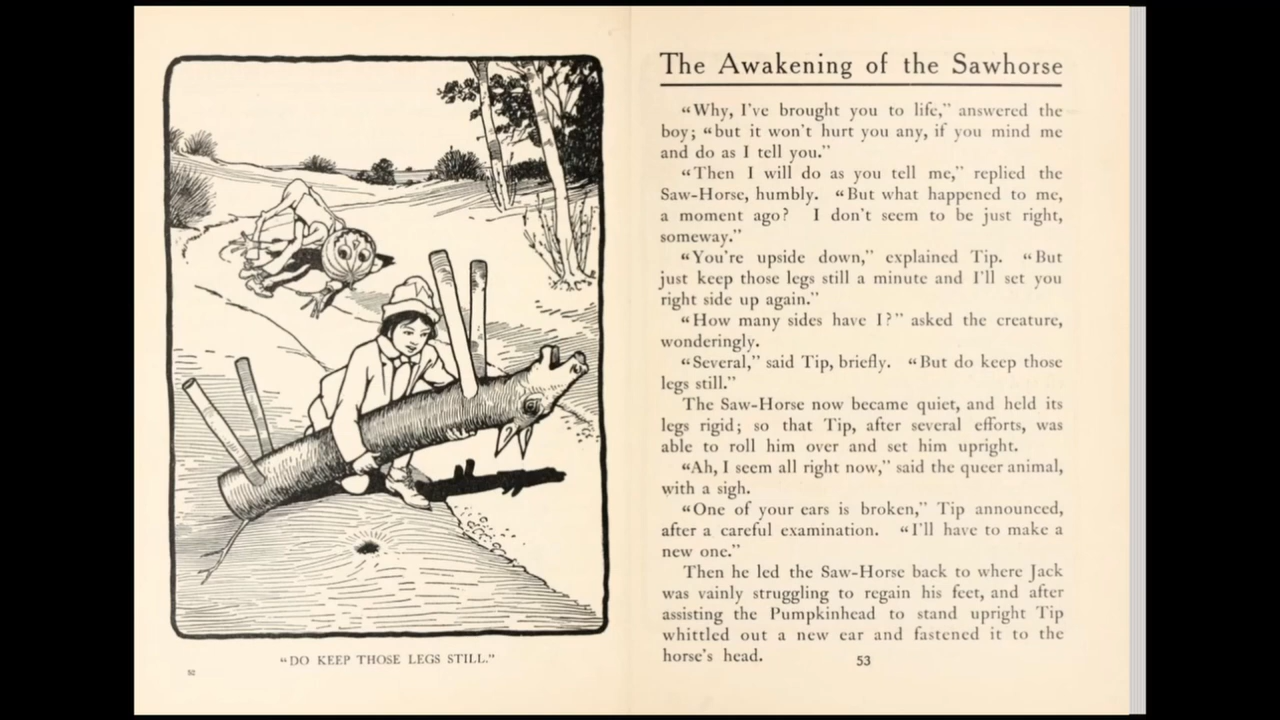 "DO KEEP THOSE LEGS STILL."
52
The Awakening of the Sawhorse
"Why, I've brought you to life," answered the
boy; "but it won't hurt you any, if you mind me
and do as I tell you."
"Then I will do as you tell me," replied the
Saw-Horse, humbly. "But what happened to me,
a moment ago? I don't seem to be just right,
someway."
"You're upside down," explained Tip. "But
just keep those legs still a minute and I'll set you
right side up again."
"How many sides have I?" asked the creature,
wonderingly.
"Several," said Tip, briefly. "But do keep those
legs still."
The Saw-Horse now became quiet, and held its
legs rigid; so that Tip, after several efforts, was
able to roll him over and set him upright.
"Ah, I seem all right now," said the queer animal,
with a sigh.
"One of your ears is broken," Tip announced,
after a careful examination. "I'll have to make a
new one."
Then he led the Saw-Horse back to where Jack
was vainly struggling to regain his feet, and after
assisting the Pumpkinhead to stand upright Tip
whittled out a new ear and fastened it to the
horse's head.
53